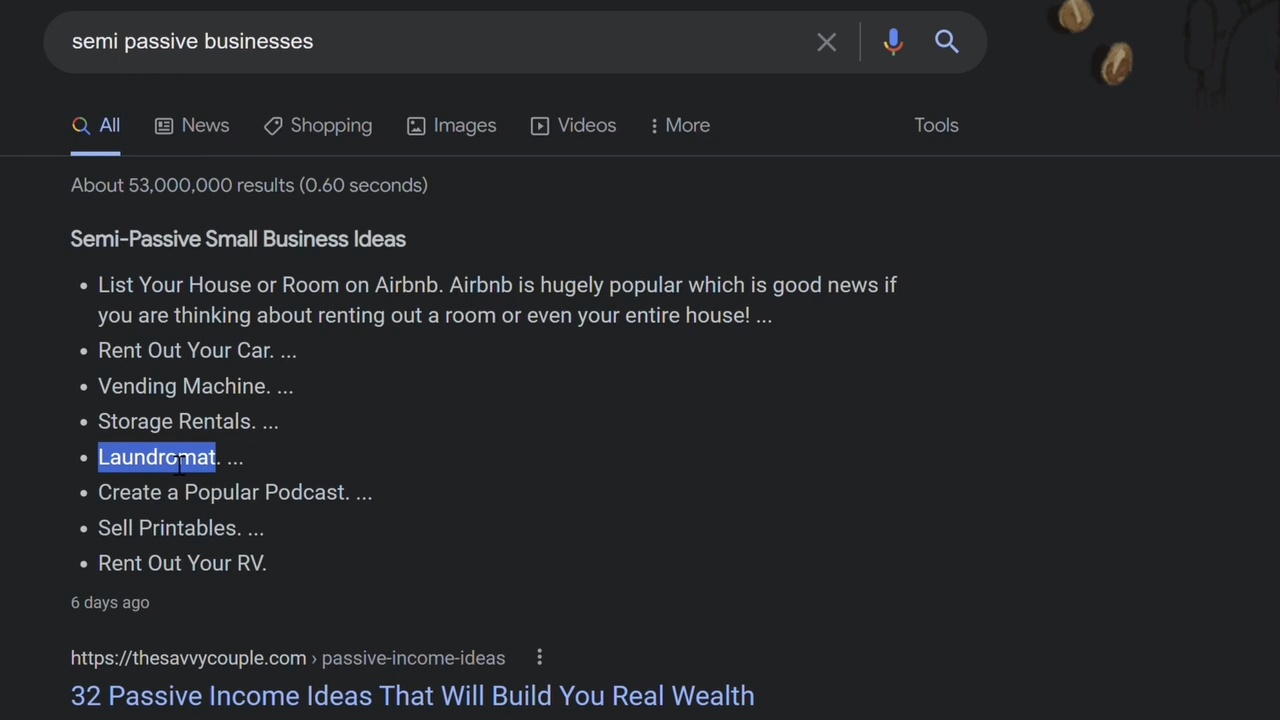 semi passive businesses
All News Shopping Images Videos More Tools
About 53,000,000 results (0.60 seconds)
Semi-Passive Small Business Ideas
• List Your House or Room on Airbnb. Airbnb is hugely popular which is good news if
you are thinking about renting out a room or even your entire house! ...
• Rent Out Your Car. ...
• Vending Machine. ...
• Storage Rentals. ...
• Laundromat. ...
• Create a Popular Podcast. ...
• Sell Printables. ...
• Rent Out Your RV.
6 days ago
https://thesavvycouple.com › passive-income-ideas
32 Passive Income Ideas That Will Build You Real Wealth